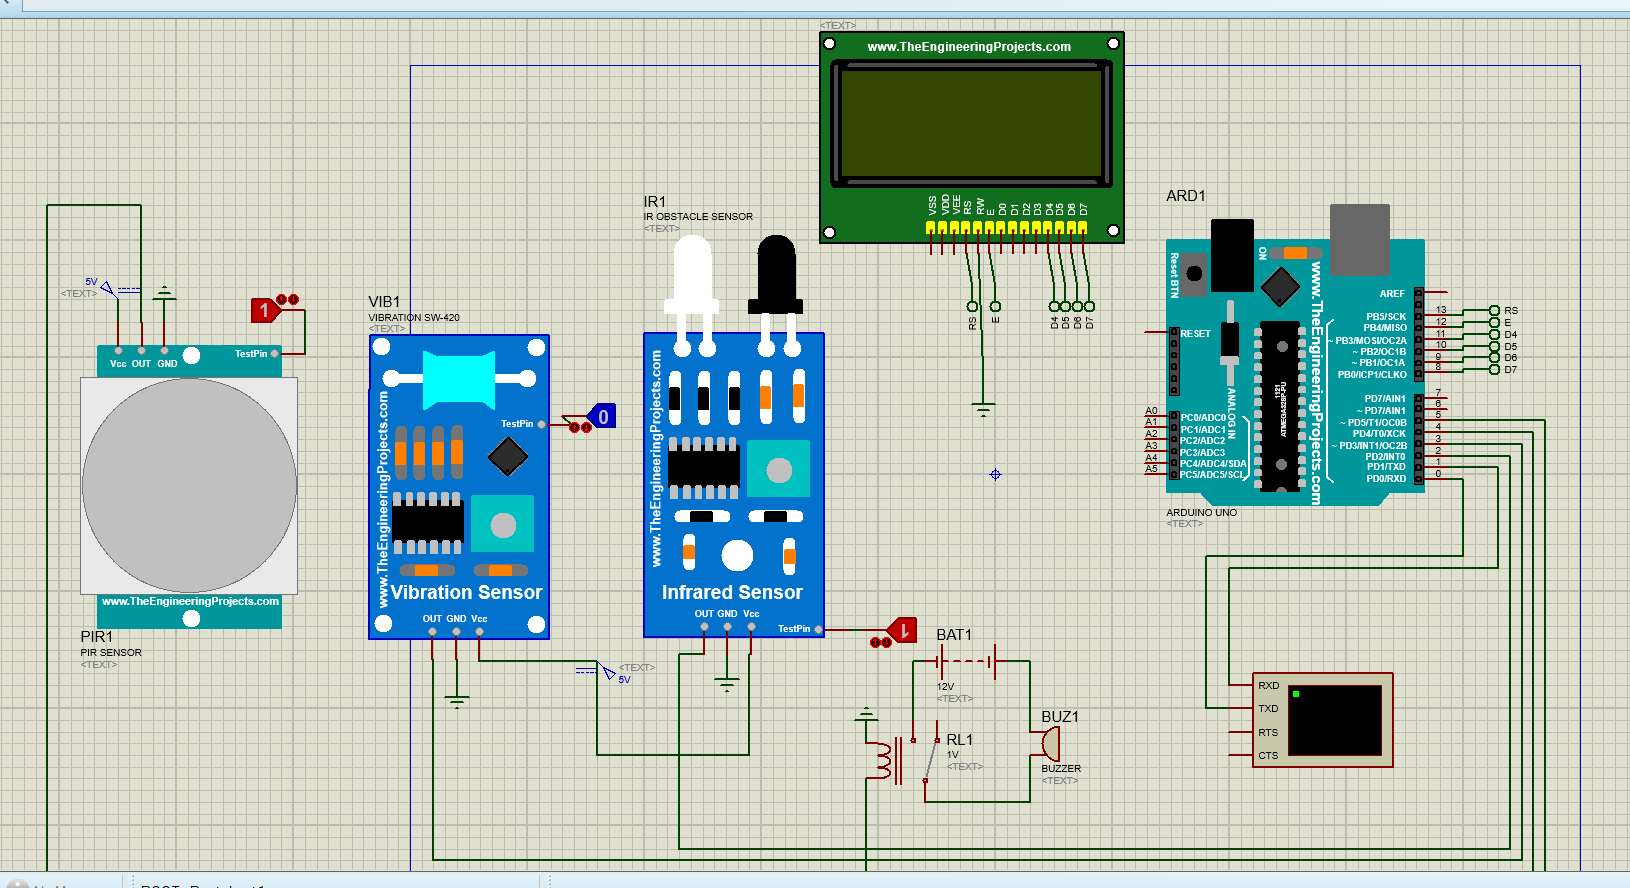 <TEXT>
www.TheEngineeringProjects.com
VSS
VDD
VEE
RS
RW
E
D0
D1
D2
D3
D4
D5
D6
D7
RS
E
D4
D5
D6
D7
ARD1
Reset BTN
ON
www.TheEngineeringProjects.com
RESET
ANALOG IN
1121
ATMEGA328P-PU
AREF
PB5/SCK 13 RS
PB4/MISO 12 E
~ PB3/MOSI/OC2A 11 D4
~ PB2/OC1B 10 D5
~ PB1/OC1A 9 D6
PB0/ICP1/CLKO 8 D7
PD7/AIN1 7
~ PD7/AIN1 6
~ PD5/T1/OC0B 5
PD4/T0/XCK 4
~ PD3/INT1/OC2B 3
PD2/INT0 2
PD1/TXD 1
PD0/RXD 0
A0 PC0/ADC0
A1 PC1/ADC1
A2 PC2/ADC2
A3 PC3/ADC3
A4 PC4/ADC4/SDA
A5 PC5/ADC5/SCL
ARDUINO UNO
<TEXT>
IR1
IR OBSTACLE SENSOR
<TEXT>
www.TheEngineeringProjects.com
Infrared Sensor
OUT GND Vcc
TestPin
1
VIB1
VIBRATION SW-420
<TEXT>
www.TheEngineeringProjects.com
TestPin
0
Vibration Sensor
OUT GND Vcc
<TEXT>
5V
5V
<TEXT>
1
TestPin
Vcc OUT GND
www.TheEngineeringProjects.com
PIR1
PIR SENSOR
<TEXT>
BAT1
12V
<TEXT>
RL1
1V
<TEXT>
BUZ1
BUZZER
<TEXT>
RXD
TXD
RTS
CTS